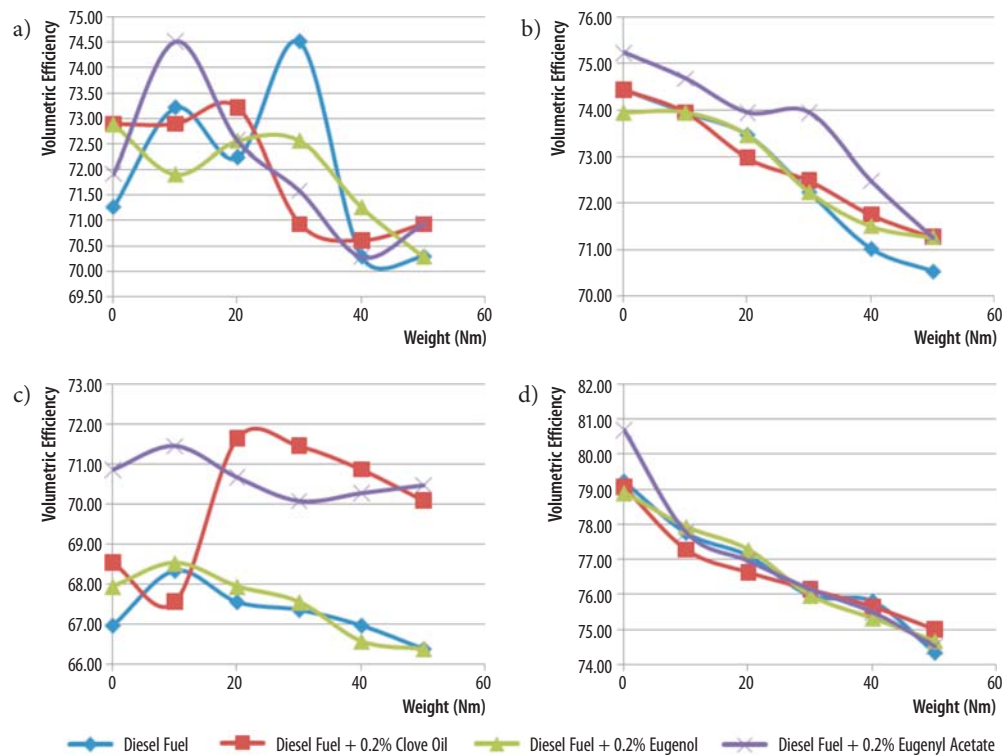 a)
75.00
74.50
74.00
73.50
73.00
72.50
72.00
71.50
71.00
70.50
70.00
69.50
Volumetric Efficiency
0 20 40 60
Weight (Nm)
b)
76.00
75.00
74.00
73.00
72.00
71.00
70.00
Volumetric Efficiency
0 20 40 60
Weight (Nm)
c)
73.00
72.00
71.00
70.00
69.00
68.00
67.00
66.00
Volumetric Efficiency
0 20 40 60
Weight (Nm)
d)
82.00
81.00
80.00
79.00
78.00
77.00
76.00
75.00
74.00
Volumetric Efficiency
0 20 40 60
Weight (Nm)
Diesel Fuel Diesel Fuel + 0.2% Clove Oil Diesel Fuel + 0.2% Eugenol Diesel Fuel + 0.2% Eugenyl Acetate